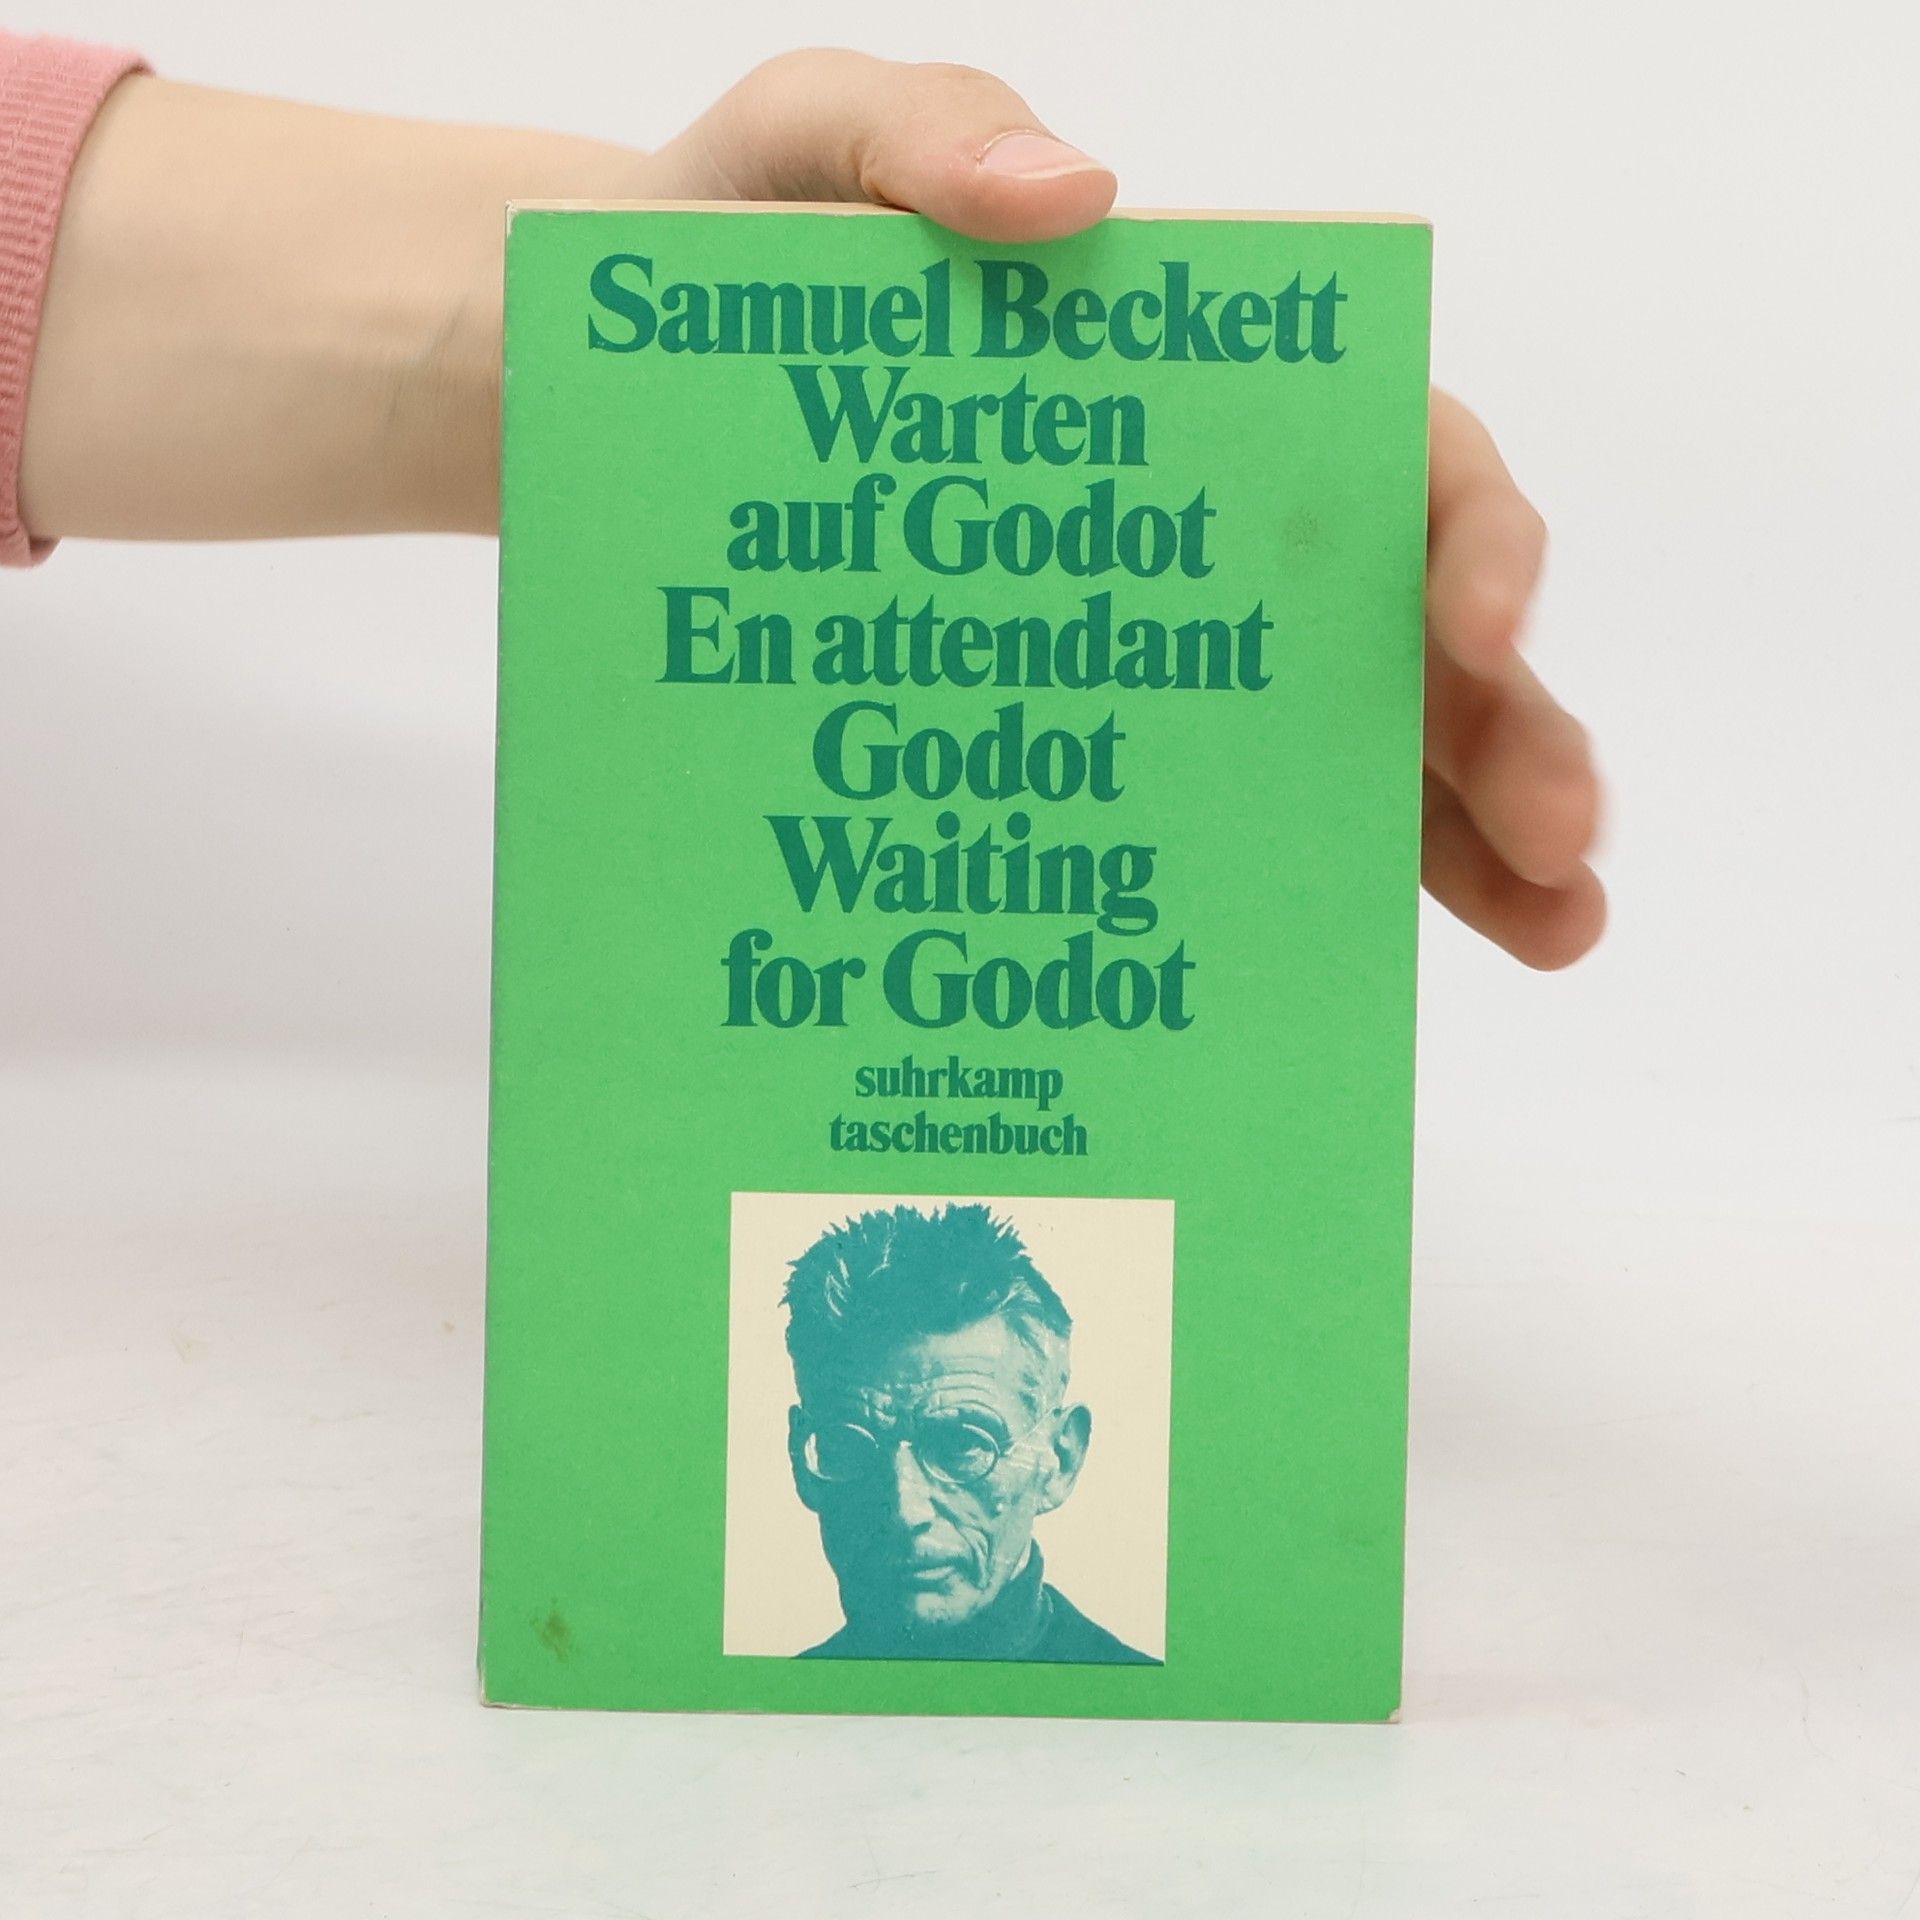 Samuel Beckett
Warten
auf Godot
En attendant
Godot
Waiting
for Godot
suhrkamp
taschenbuch